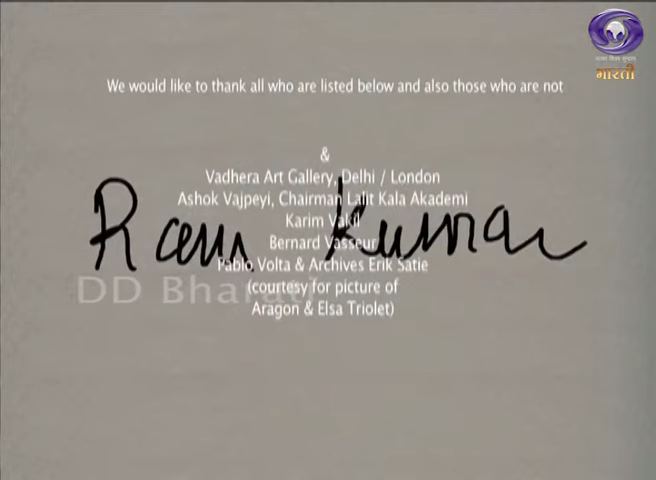 भारती
We would like to thank all who are listed below and also those who are not
&
Vadhera Art Gallery, Delhi / London
Ashok Vajpeyi, Chairman Lalit Kala Akademi
Ram Kumar
Karim Vakil
Bernard Vasseur
Pablo Volta & Archives Erik Satie
DD Bharati
(courtesy for picture of
Aragon & Elsa Triolet)